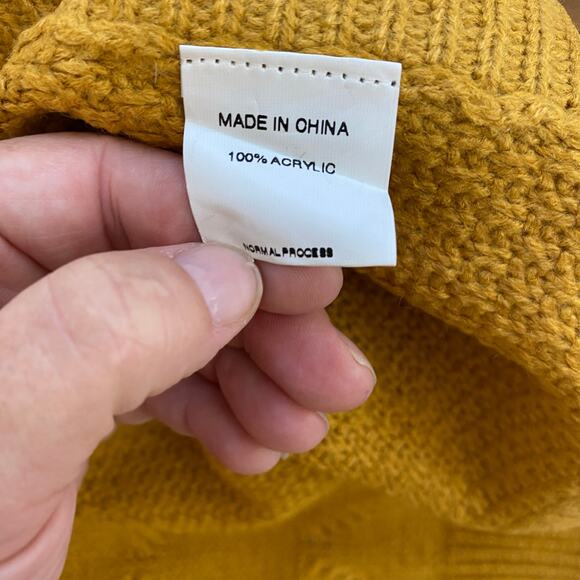 MADE IN CHINA
100% ACRYLIC
NORMAL PROCESS